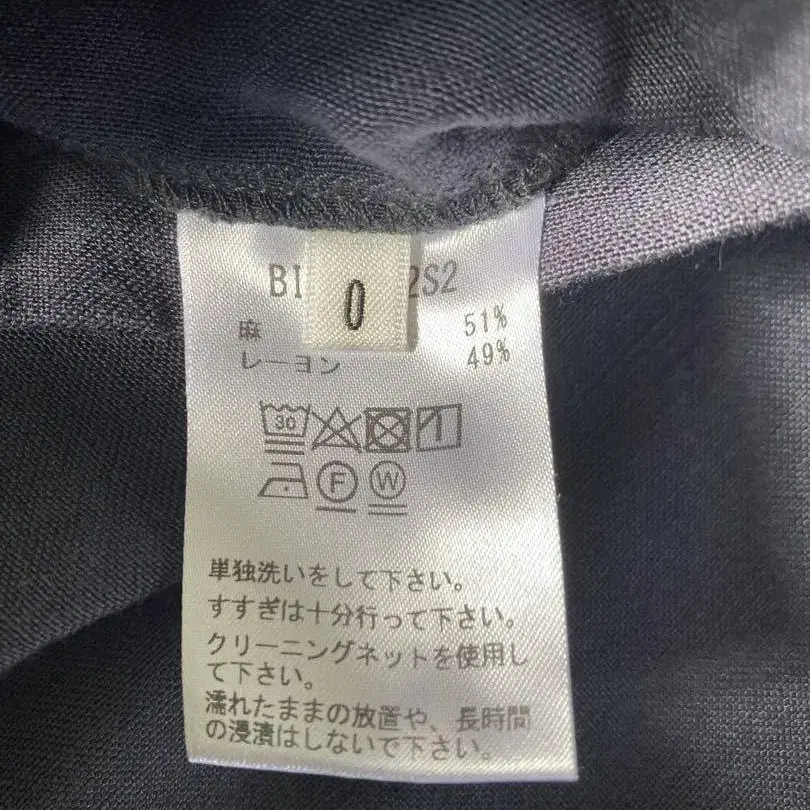 BI 2S2
0
麻 51%
レーヨン 49%
30
F W
単独洗いをして下さい。
すすぎは十分行って下さい。
クリーニングネットを使用し
て下さい。
濡れたままの放置や、長時間
の浸漬はしないで下さい。